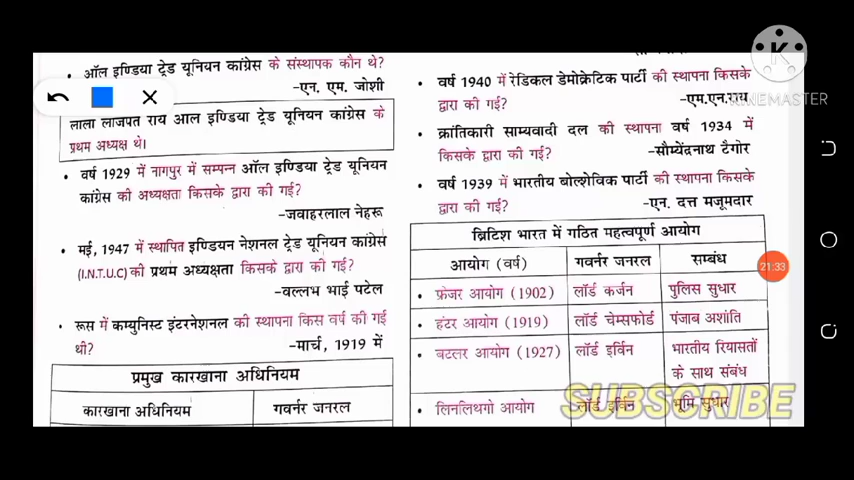 • ऑल इण्डिया ट्रेड यूनियन कांग्रेस के संस्थापक कौन थे?
-एन. एम. जोशी
लाला लाजपत राय आल इण्डिया ट्रेड यूनियन कांग्रेस के
प्रथम अध्यक्ष थे।
• वर्ष 1929 में नागपुर में सम्पन्न ऑल इण्डिया ट्रेड यूनियन
कांग्रेस की अध्यक्षता किसके द्वारा की गई?
-जवाहरलाल नेहरू
• मई, 1947 में स्थापित इण्डियन नेशनल ट्रेड यूनियन कांग्रेस
(I.N.T.U.C) की प्रथम अध्यक्षता किसके द्वारा की गई?
-वल्लभ भाई पटेल
• रूस में कम्युनिस्ट इंटरनेशनल की स्थापना किस वर्ष की गई
थी? -मार्च, 1919 में
प्रमुख कारखाना अधिनियम
कारखाना अधिनियम गवर्नर जनरल
• वर्ष 1940 में रेडिकल डेमोक्रेटिक पार्टी की स्थापना किसके
द्वारा की गई? -एम.एन.राय
• क्रांतिकारी साम्यवादी दल की स्थापना वर्ष 1934 में
किसके द्वारा की गई? -सौम्येंद्रनाथ टैगोर
• वर्ष 1939 में भारतीय बोल्शेविक पार्टी की स्थापना किसके
द्वारा की गई? -एन. दत्त मजूमदार
ब्रिटिश भारत में गठित महत्वपूर्ण आयोग
आयोग (वर्ष) गवर्नर जनरल सम्बंध
• फ्रेजर आयोग (1902) लॉर्ड कर्जन पुलिस सुधार
• हंटर आयोग (1919) लॉर्ड चेम्सफोर्ड पंजाब अशांति
• बटलर आयोग (1927) लॉर्ड इर्विन भारतीय रियासतों
के साथ संबंध
• लिनलिथगो आयोग लॉर्ड इर्विन भूमि सुधार
KINEMASTER
21:33
SUBSCRIBE